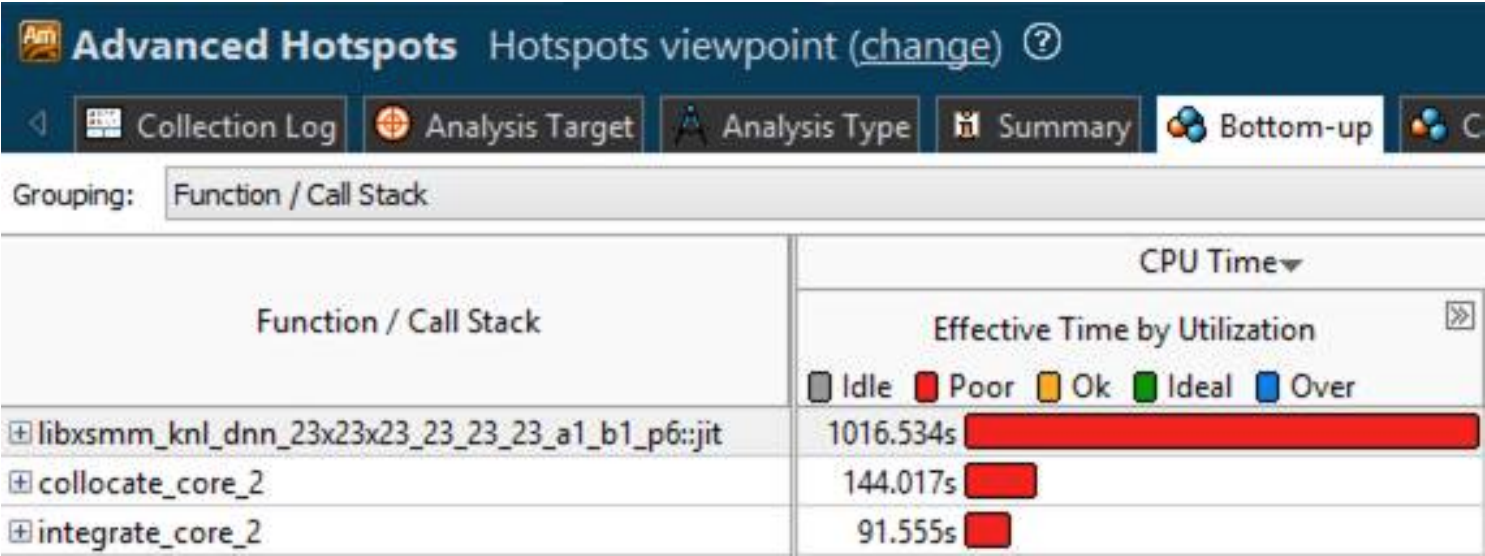 Am Advanced Hotspots Hotspots viewpoint (change) ?
Collection Log Analysis Target Analysis Type Summary Bottom-up C
Grouping: Function / Call Stack
CPU Time
Function / Call Stack
Effective Time by Utilization
Idle Poor Ok Ideal Over
libxsmm_knl_dnn_23x23x23_23_23_23_a1_b1_p6::jit 1016.534s
collocate_core_2 144.017s
integrate_core_2 91.555s